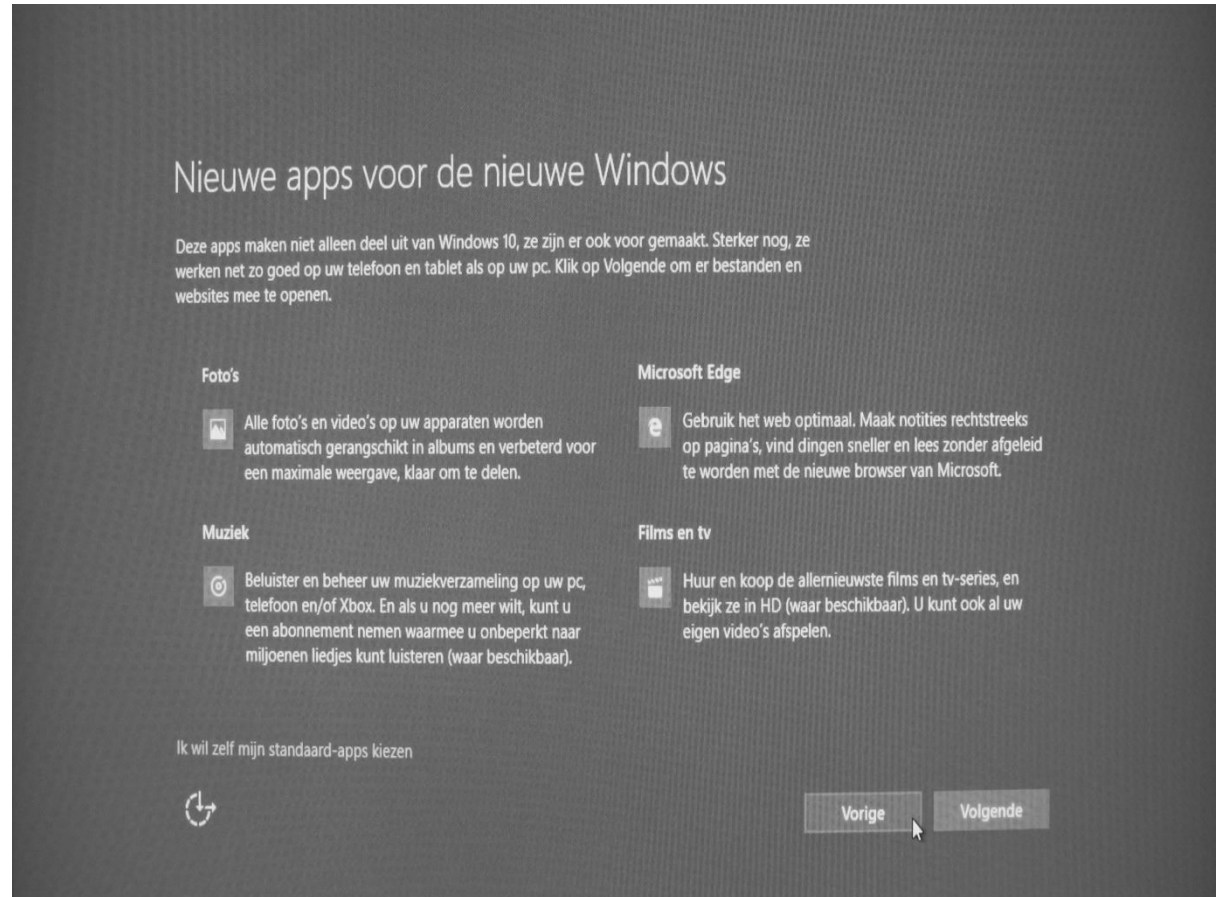 Nieuwe apps voor de nieuwe Windows
Deze apps maken niet alleen deel uit van Windows 10, ze zijn er ook voor gemaakt. Sterker nog, ze
werken net zo goed op uw telefoon en tablet als op uw pc. Klik op Volgende om er bestanden en
websites mee te openen.
Foto's
Alle foto's en video's op uw apparaten worden
automatisch gerangschikt in albums en verbeterd voor
een maximale weergave, klaar om te delen.
Microsoft Edge
Gebruik het web optimaal. Maak notities rechtstreeks
op pagina's, vind dingen sneller en lees zonder afgeleid
te worden met de nieuwe browser van Microsoft.
Muziek
Beluister en beheer uw muziekverzameling op uw pc,
telefoon en/of Xbox. En als u nog meer wilt, kunt u
een abonnement nemen waarmee u onbeperkt naar
miljoenen liedjes kunt luisteren (waar beschikbaar).
Films en tv
Huur en koop de allernieuwste films en tv-series, en
bekijk ze in HD (waar beschikbaar). U kunt ook al uw
eigen video's afspelen.
Ik wil zelf mijn standaard-apps kiezen
Vorige
Volgende